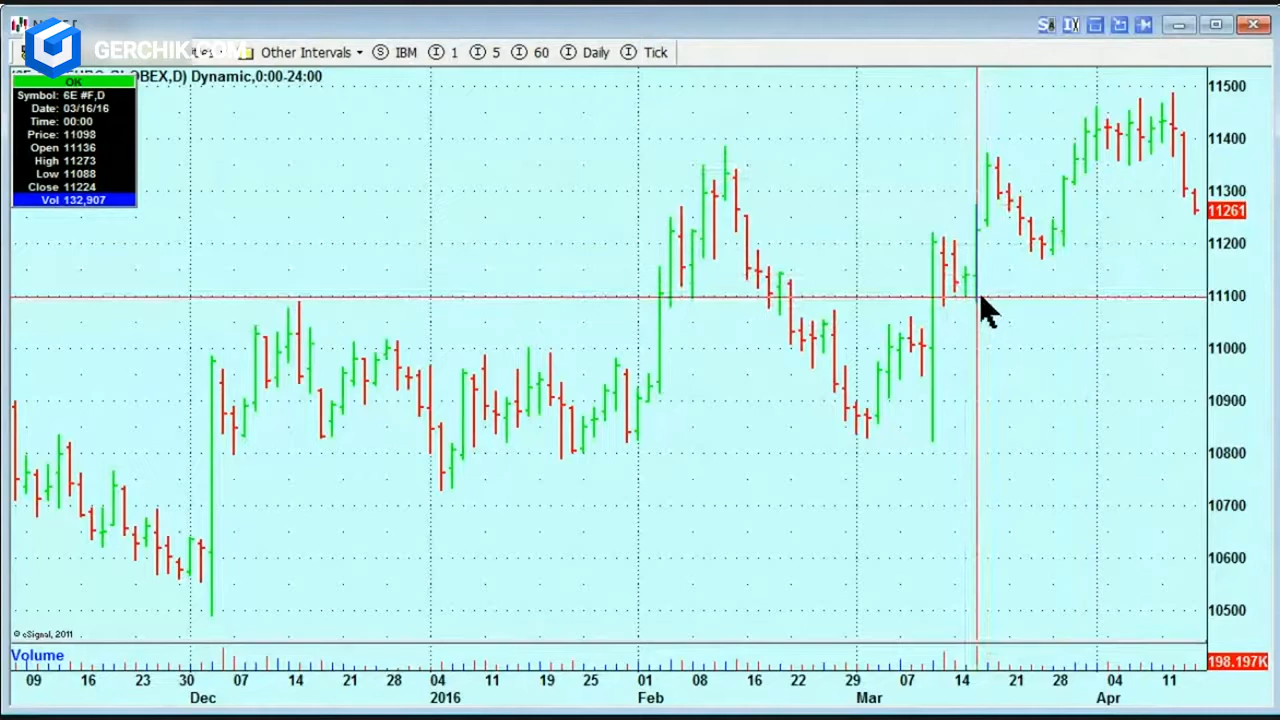 GERCHIK.COM
Other Intervals
IBM
1
5
60
Daily
Tick
GLOBEX,D) Dynamic,0:00-24:00
OK
Symbol: 6E #F,D
Date: 03/16/16
Time: 00:00
Price: 11098
Open 11136
High 11273
Low 11088
Close 11224
Vol 132,907
11500
11400
11300
11261
11200
11100
11000
10900
10800
10700
10600
10500
© eSignal, 2011
Volume
198.197K
09 16 23 30 07 14 21 28 04 11 19 25 01 08 16 22 29 07 14 21 28 04 11
Dec 2016 Feb Mar Apr